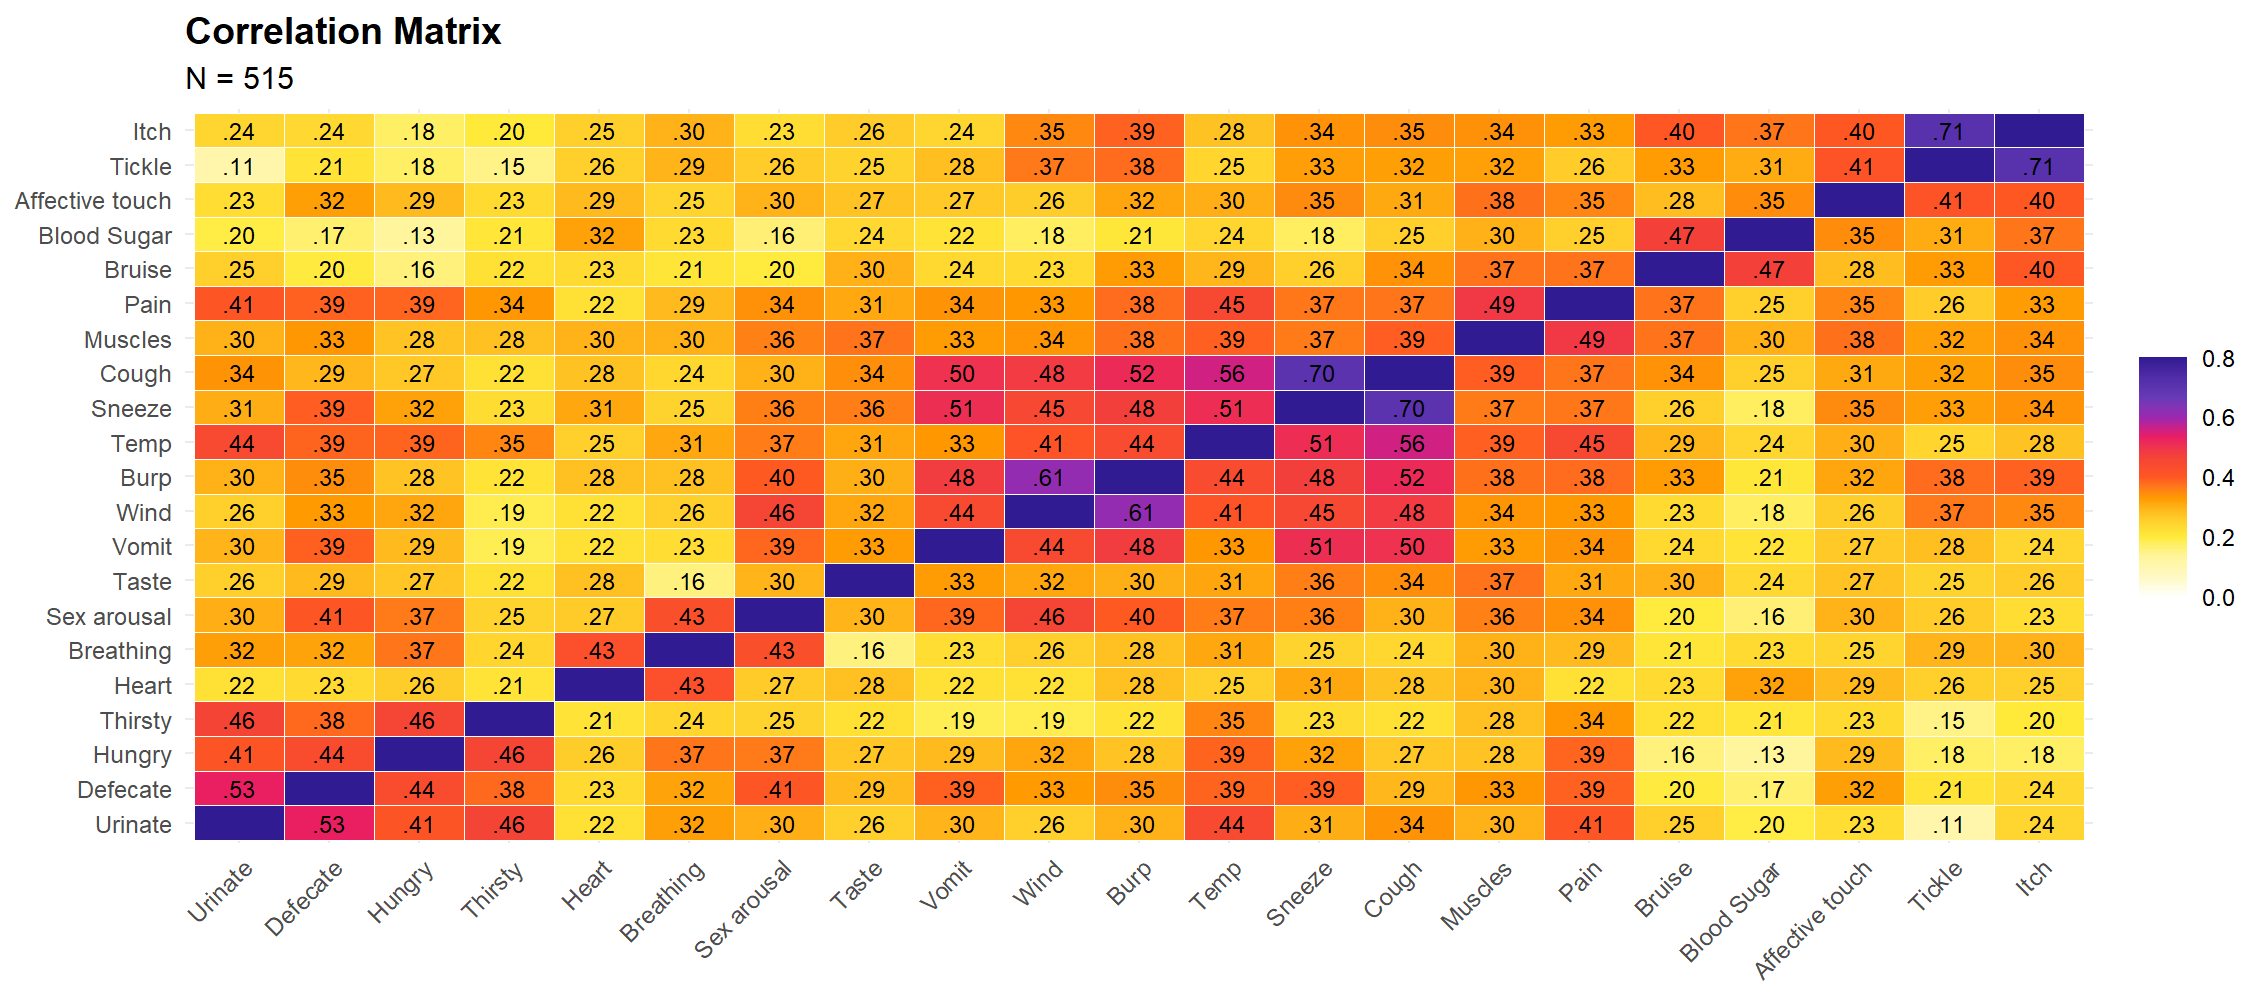 Correlation Matrix
N = 515
Itch .24 .24 .18 .20 .25 .30 .23 .26 .24 .35 .39 .28 .34 .35 .34 .33 .40 .37 .40 .71
Tickle .11 .21 .18 .15 .26 .29 .26 .25 .28 .37 .38 .25 .33 .32 .32 .26 .33 .31 .41 .71
Affective touch .23 .32 .29 .23 .29 .25 .30 .27 .27 .26 .32 .30 .35 .31 .38 .35 .28 .35 .41 .40
Blood Sugar .20 .17 .13 .21 .32 .23 .16 .24 .22 .18 .21 .24 .18 .25 .30 .25 .47 .35 .31 .37
Bruise .25 .20 .16 .22 .23 .21 .20 .30 .24 .23 .33 .29 .26 .34 .37 .37 .47 .28 .33 .40
Pain .41 .39 .39 .34 .22 .29 .34 .31 .34 .33 .38 .45 .37 .37 .49 .37 .25 .35 .26 .33
Muscles .30 .33 .28 .28 .30 .30 .36 .37 .33 .34 .38 .39 .37 .39 .49 .37 .30 .38 .32 .34
Cough .34 .29 .27 .22 .28 .24 .30 .34 .50 .48 .52 .56 .70 .39 .37 .34 .25 .31 .32 .35
0.8
Sneeze .31 .39 .32 .23 .31 .25 .36 .36 .51 .45 .48 .51 .70 .37 .37 .26 .18 .35 .33 .34
0.6
Temp .44 .39 .39 .35 .25 .31 .37 .31 .33 .41 .44 .51 .56 .39 .45 .29 .24 .30 .25 .28
Burp .30 .35 .28 .22 .28 .28 .40 .30 .48 .61 .44 .48 .52 .38 .38 .33 .21 .32 .38 .39
0.4
Wind .26 .33 .32 .19 .22 .26 .46 .32 .44 .61 .41 .45 .48 .34 .33 .23 .18 .26 .37 .35
Vomit .30 .39 .29 .19 .22 .23 .39 .33 .44 .48 .33 .51 .50 .33 .34 .24 .22 .27 .28 .24
0.2
Taste .26 .29 .27 .22 .28 .16 .30 .33 .32 .30 .31 .36 .34 .37 .31 .30 .24 .27 .25 .26
0.0
Sex arousal .30 .41 .37 .25 .27 .43 .30 .39 .46 .40 .37 .36 .30 .36 .34 .20 .16 .30 .26 .23
Breathing .32 .32 .37 .24 .43 .43 .16 .23 .26 .28 .31 .25 .24 .30 .29 .21 .23 .25 .29 .30
Heart .22 .23 .26 .21 .43 .27 .28 .22 .22 .28 .25 .31 .28 .30 .22 .23 .32 .29 .26 .25
Thirsty .46 .38 .46 .21 .24 .25 .22 .19 .19 .22 .35 .23 .22 .28 .34 .22 .21 .23 .15 .20
Hungry .41 .44 .46 .26 .37 .37 .27 .29 .32 .28 .39 .32 .27 .28 .39 .16 .13 .29 .18 .18
Defecate .53 .44 .38 .23 .32 .41 .29 .39 .33 .35 .39 .39 .29 .33 .39 .20 .17 .32 .21 .24
Urinate .53 .41 .46 .22 .32 .30 .26 .30 .26 .30 .44 .31 .34 .30 .41 .25 .20 .23 .11 .24
Urinate Defecate Hungry Thirsty Heart Breathing Sex arousal Taste Vomit Wind Burp Temp Sneeze Cough Muscles Pain Bruise Blood Sugar Affective touch Tickle Itch